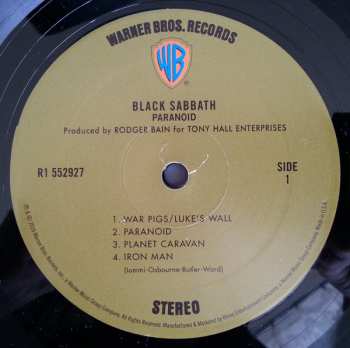 WARNER BROS. RECORDS
WB
BLACK SABBATH
PARANOID
Produced by RODGER BAIN for TONY HALL ENTERPRISES
R1 552927
SIDE
1
1. WAR PIGS/LUKE'S WALL
2. PARANOID
3. PLANET CARAVAN
4. IRON MAN
(Iommi-Osbourne-Butler-Ward)
STEREO